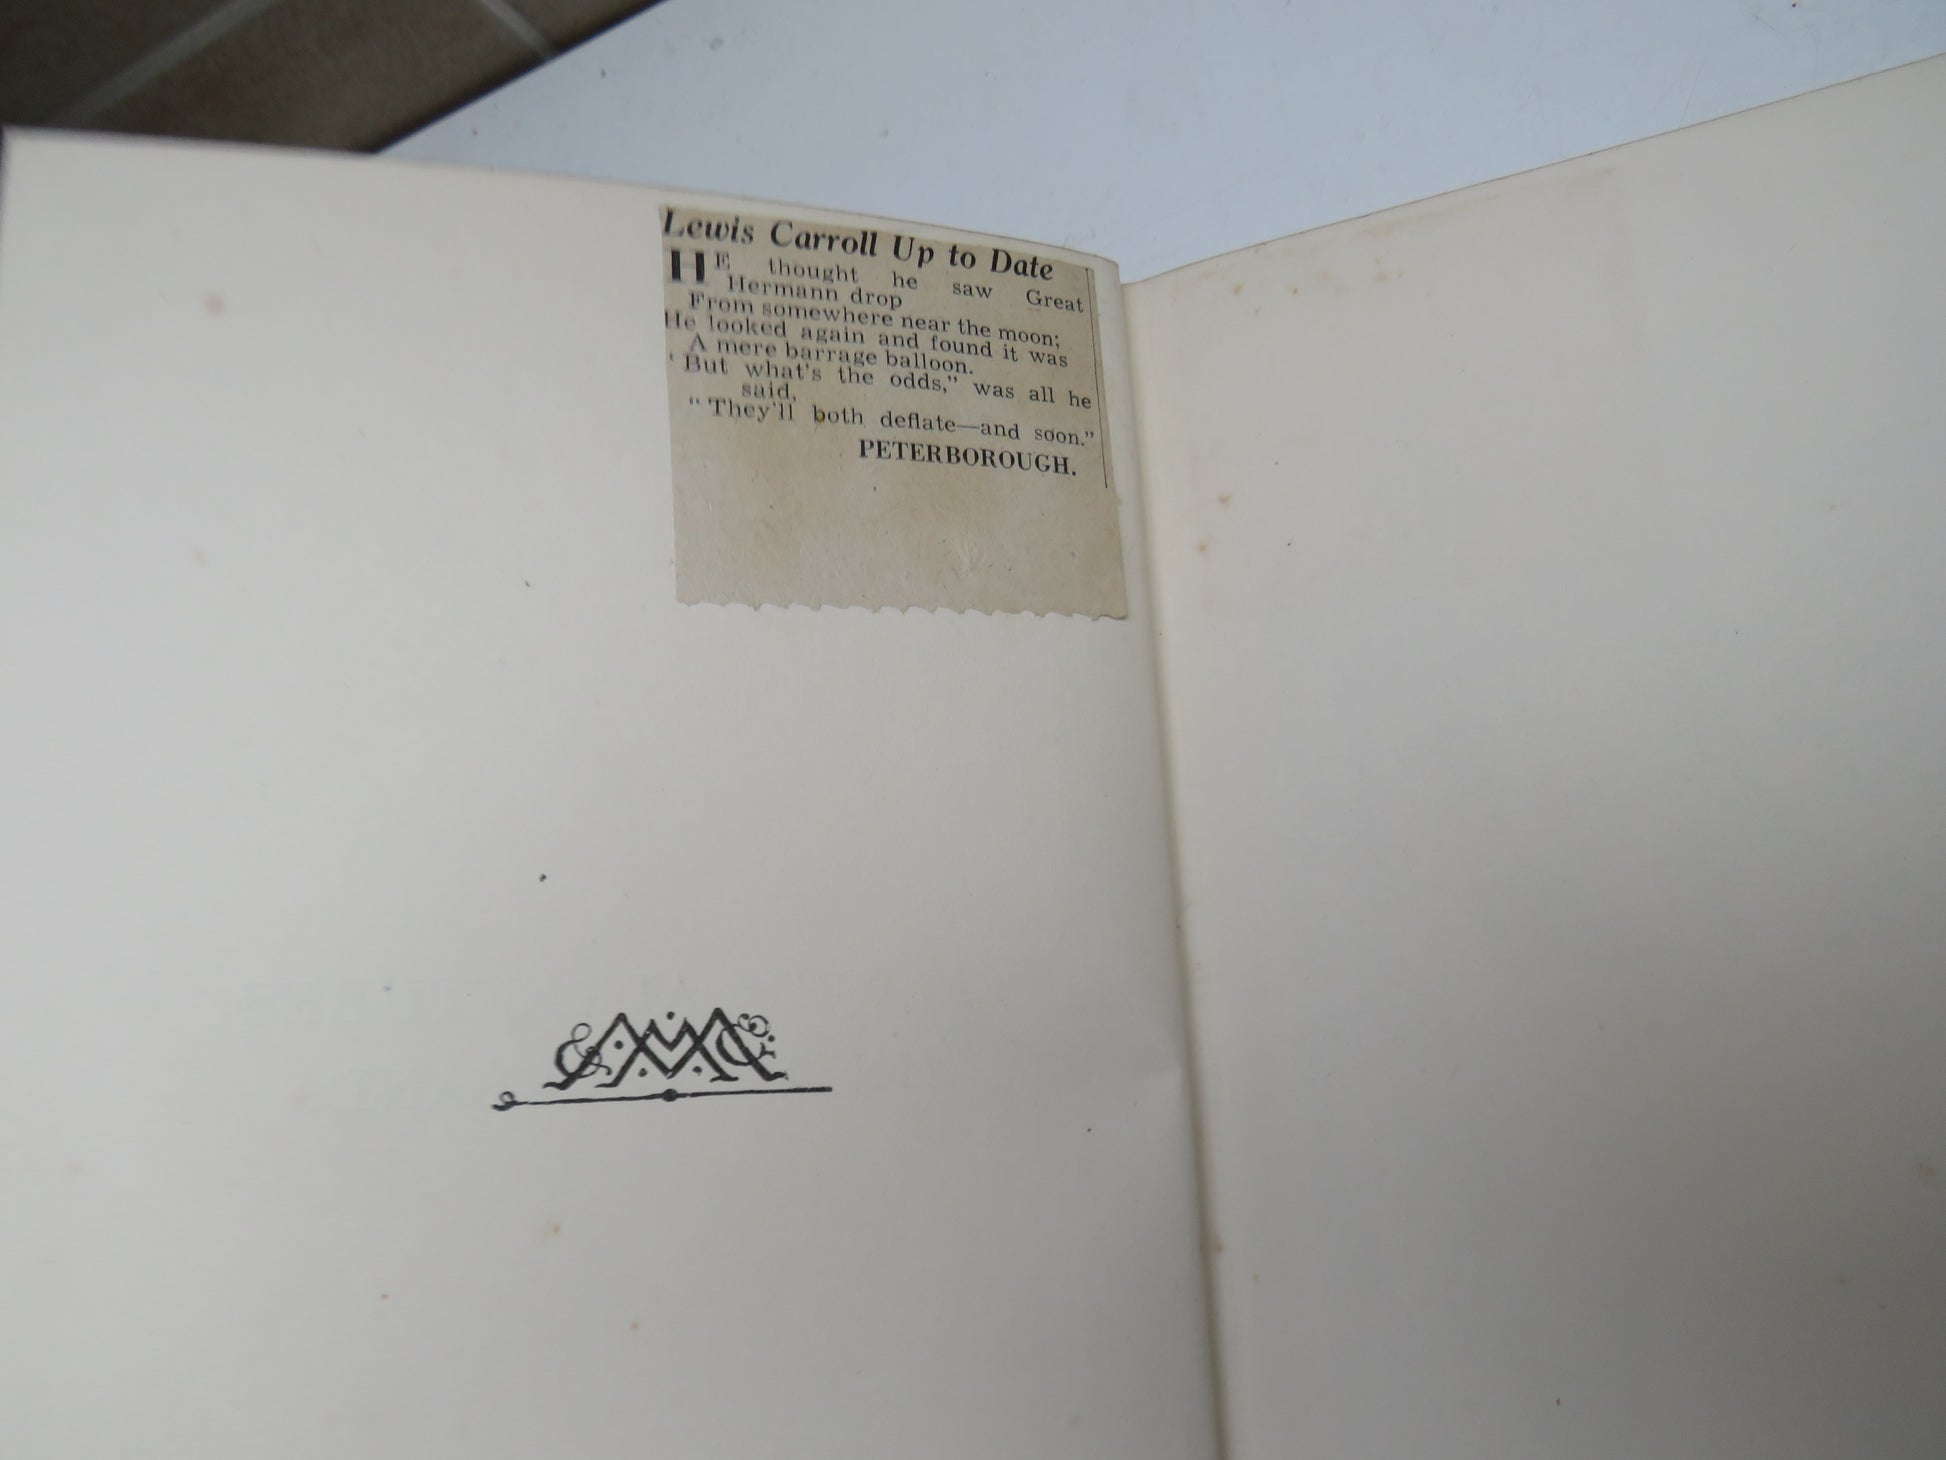 Lewis Carroll Up to Date
HE thought he saw Great
Hermann drop
From somewhere near the moon;
He looked again and found it was
A mere barrage balloon.
' But what's the odds," was all he
said,
“ They'll both deflate—and soon.”
PETERBOROUGH.